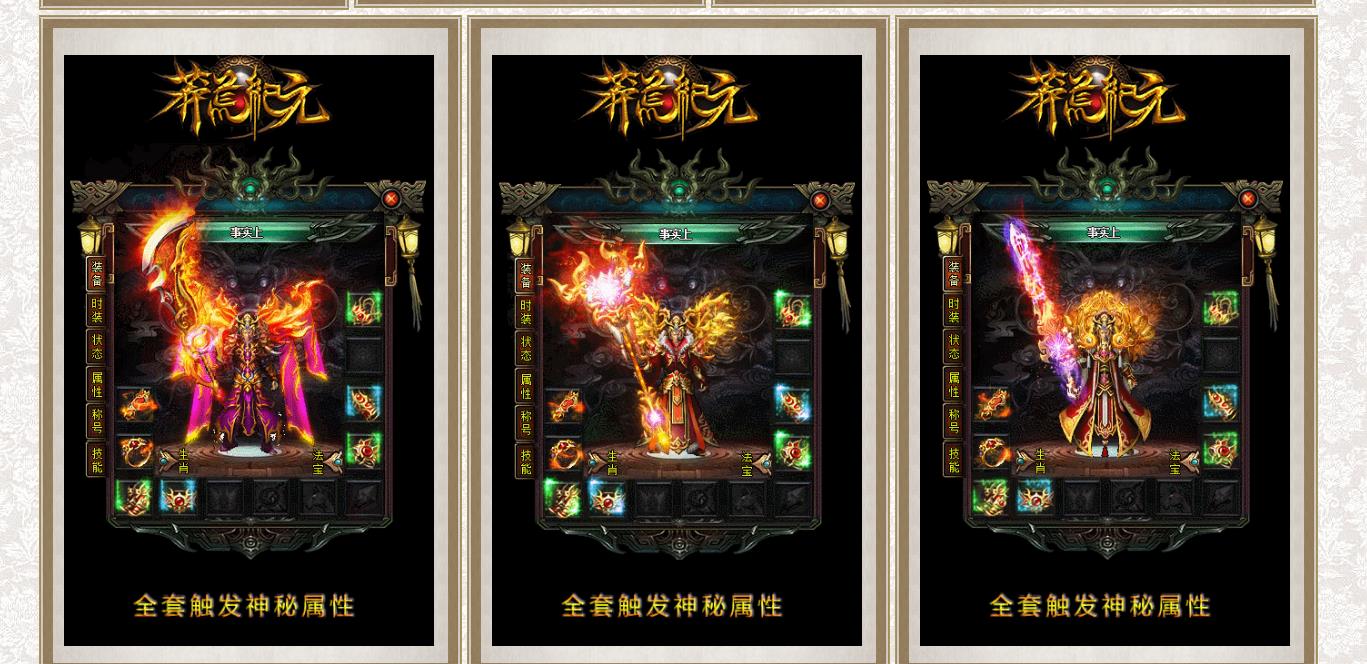 莽荒纪元
事实上
装备
时装
状态
属性
称号
技能
生肖
法宝
全套触发神秘属性
莽荒纪元
事实上
装备
时装
状态
属性
称号
技能
生肖
法宝
全套触发神秘属性
莽荒纪元
事实上
装备
时装
状态
属性
称号
技能
生肖
法宝
全套触发神秘属性